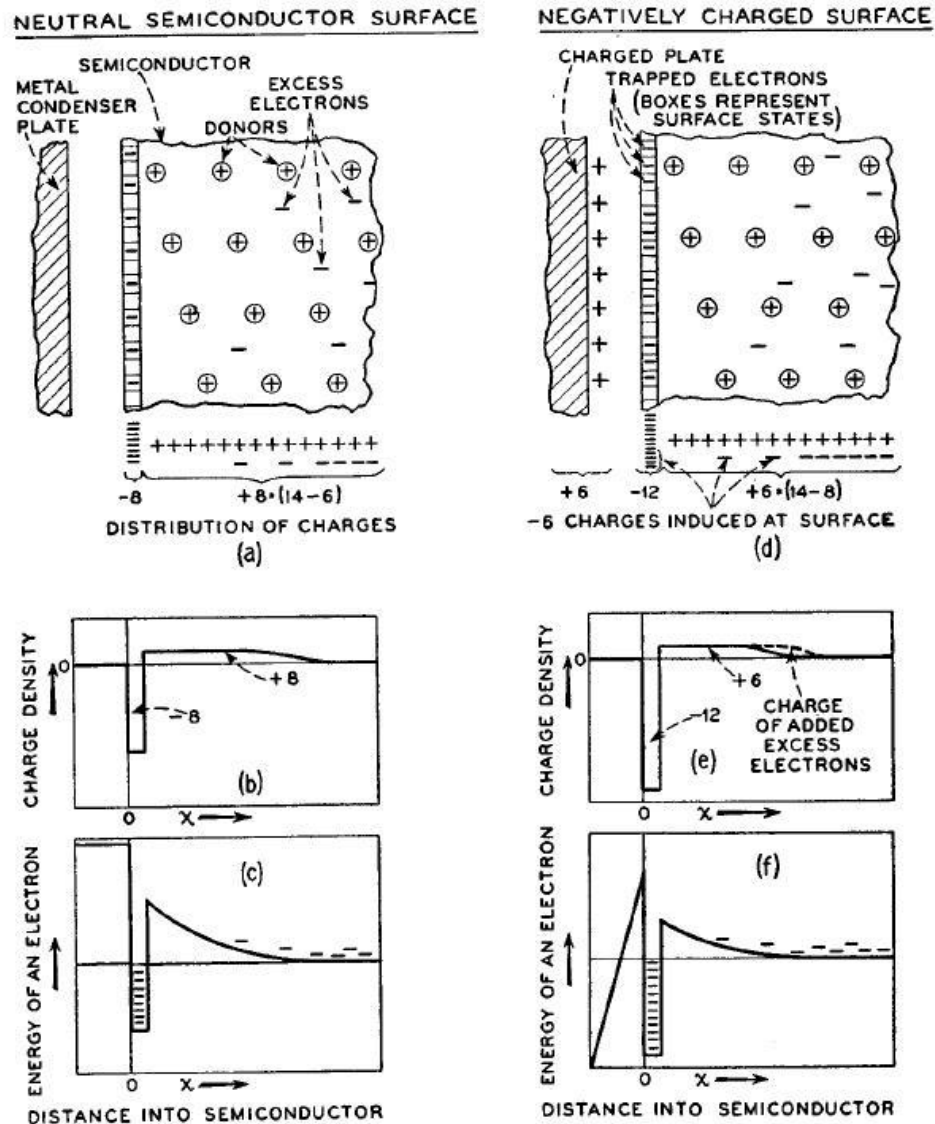 NEUTRAL SEMICONDUCTOR SURFACE
SEMICONDUCTOR
METAL
CONDENSER
PLATE
EXCESS
ELECTRONS
DONORS
-8
+8=(14-6)
DISTRIBUTION OF CHARGES
(a)
NEGATIVELY CHARGED SURFACE
CHARGED PLATE
TRAPPED ELECTRONS
(BOXES REPRESENT
SURFACE STATES)
+6
-12
+6=(14-8)
-6 CHARGES INDUCED AT SURFACE
(d)
CHARGE DENSITY
0
-8
+8
(b)
0
x
ENERGY OF AN ELECTRON
(c)
0
x
DISTANCE INTO SEMICONDUCTOR
CHARGE DENSITY
0
-12
+6
CHARGE
OF ADDED
EXCESS
ELECTRONS
(e)
0
x
ENERGY OF AN ELECTRON
(f)
0
x
DISTANCE INTO SEMICONDUCTOR